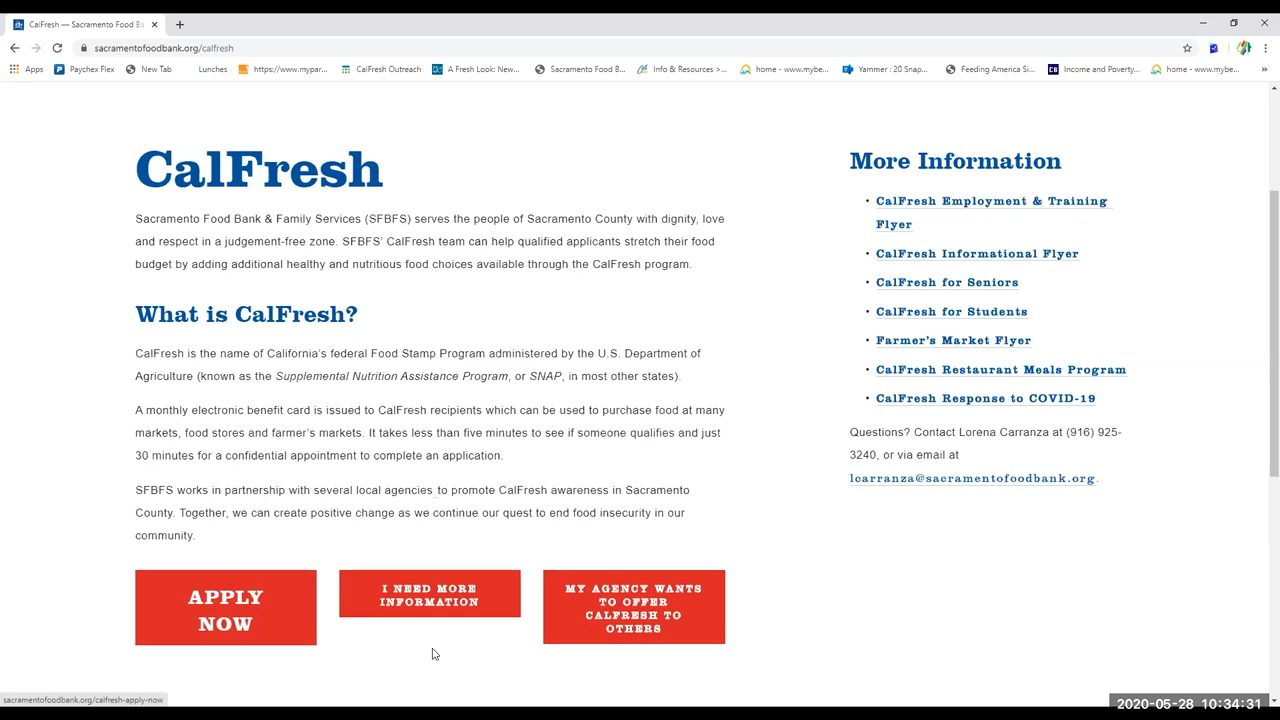 CalFresh — Sacramento Food Ba
sacramentofoodbank.org/calfresh
Apps
Paychex Flex
New Tab
Lunches
https://www.mypar...
CalFresh Outreach
A Fresh Look: New...
Sacramento Food B...
Info & Resources >...
home - www.mybe...
Yammer : 20 Snap...
Feeding America Si...
Income and Poverty...
home - www.mybe...
»
CalFresh
Sacramento Food Bank & Family Services (SFBFS) serves the people of Sacramento County with dignity, love
and respect in a judgement-free zone. SFBFS' CalFresh team can help qualified applicants stretch their food
budget by adding additional healthy and nutritious food choices available through the CalFresh program.
What is CalFresh?
CalFresh is the name of California's federal Food Stamp Program administered by the U.S. Department of
Agriculture (known as the Supplemental Nutrition Assistance Program, or SNAP, in most other states).
A monthly electronic benefit card is issued to CalFresh recipients which can be used to purchase food at many
markets, food stores and farmer's markets. It takes less than five minutes to see if someone qualifies and just
30 minutes for a confidential appointment to complete an application.
SFBFS works in partnership with several local agencies to promote CalFresh awareness in Sacramento
County. Together, we can create positive change as we continue our quest to end food insecurity in our
community.
APPLY
NOW
I NEED MORE
INFORMATION
MY AGENCY WANTS
TO OFFER
CALFRESH TO
OTHERS
More Information
• CalFresh Employment & Training
Flyer
• CalFresh Informational Flyer
• CalFresh for Seniors
• CalFresh for Students
• Farmer's Market Flyer
• CalFresh Restaurant Meals Program
• CalFresh Response to COVID-19
Questions? Contact Lorena Carranza at (916) 925-
3240, or via email at
lcarranza@sacramentofoodbank.org.
sacramentofoodbank.org/calfresh-apply-now
2020-05-28 10:34:31